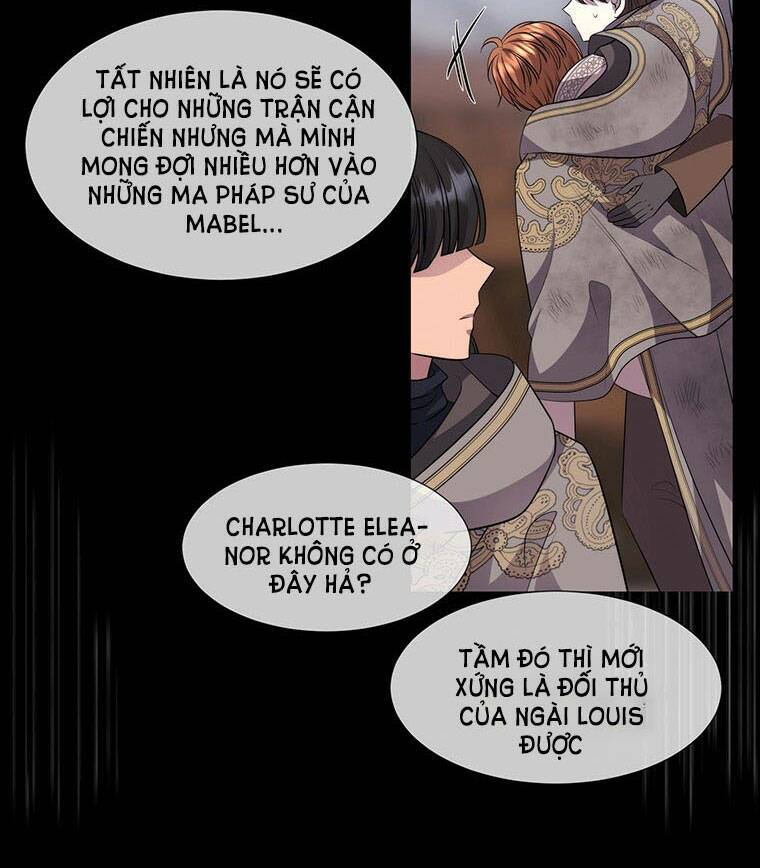 TẤT NHIÊN LÀ NÓ SẼ CÓ
LỢI CHO NHỮNG TRẬN CẬN
CHIẾN NHƯNG MÀ MÌNH
MONG ĐỢI NHIỀU HƠN VÀO
NHỮNG MA PHÁP SƯ CỦA
MABEL...
CHARLOTTE ELEA-
NOR KHÔNG CÓ Ở
ĐÂY HẢ?
TẦM ĐÓ THÌ MỚI
XỨNG LÀ ĐỐI THỦ
CỦA NGÀI LOUIS
ĐƯỢC